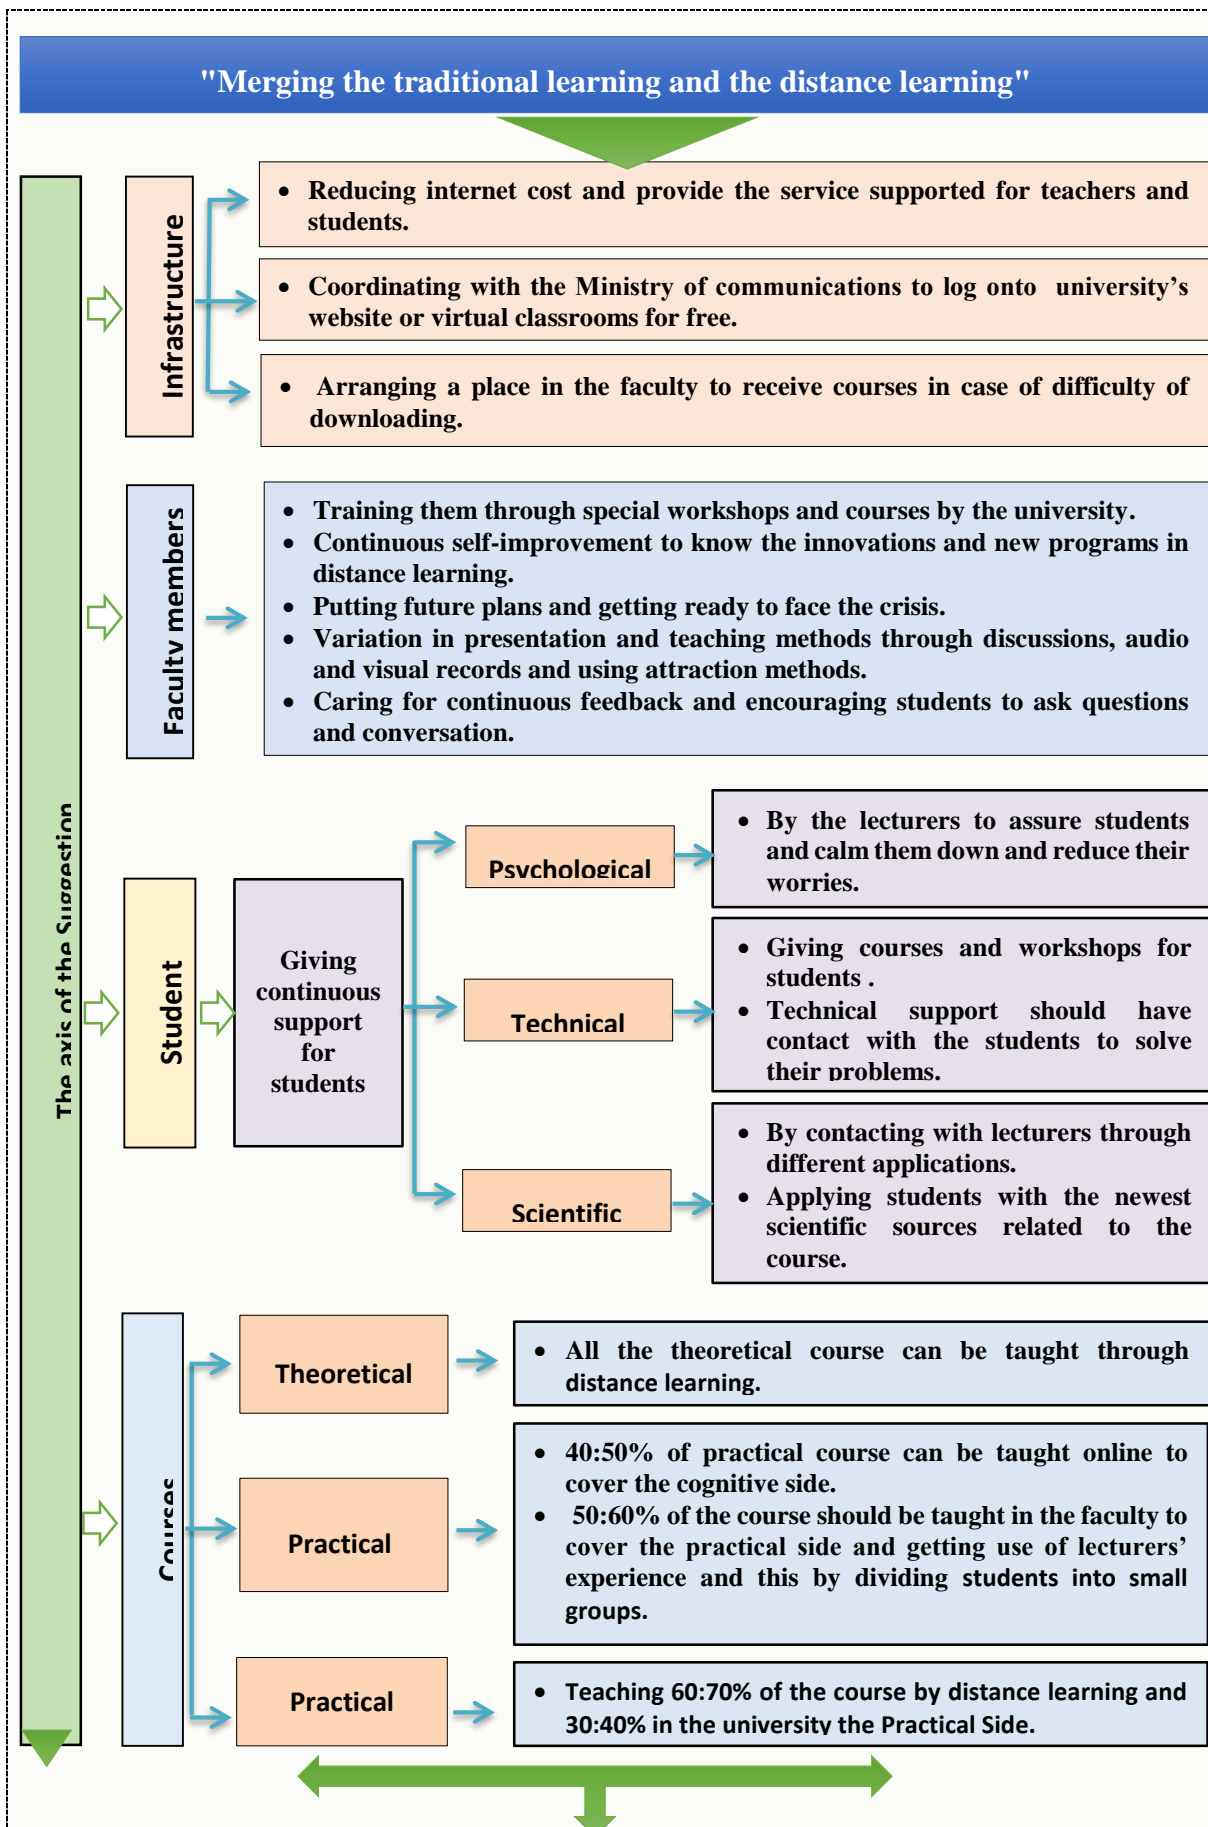 "Merging the traditional learning and the distance learning"
The axis of the Suggestion
Infrastructure
• Reducing internet cost and provide the service supported for teachers and
students.
• Coordinating with the Ministry of communications to log onto university's
website or virtual classrooms for free.
• Arranging a place in the faculty to receive courses in case of difficulty of
downloading.
Faculty members
• Training them through special workshops and courses by the university.
• Continuous self-improvement to know the innovations and new programs in
distance learning.
• Putting future plans and getting ready to face the crisis.
• Variation in presentation and teaching methods through discussions, audio
and visual records and using attraction methods.
• Caring for continuous feedback and encouraging students to ask questions
and conversation.
Student
Giving
continuous
support
for
students
Psychological
• By the lecturers to assure students
and calm them down and reduce their
worries.
Technical
• Giving courses and workshops for
students .
• Technical support should have
contact with the students to solve
their problems.
Scientific
• By contacting with lecturers through
different applications.
• Applying students with the newest
scientific sources related to the
course.
Courses
Theoretical
• All the theoretical course can be taught through
distance learning.
Practical
• 40:50% of practical course can be taught online to
cover the cognitive side.
• 50:60% of the course should be taught in the faculty to
cover the practical side and getting use of lecturers'
experience and this by dividing students into small
groups.
Practical
• Teaching 60:70% of the course by distance learning and
30:40% in the university the Practical Side.